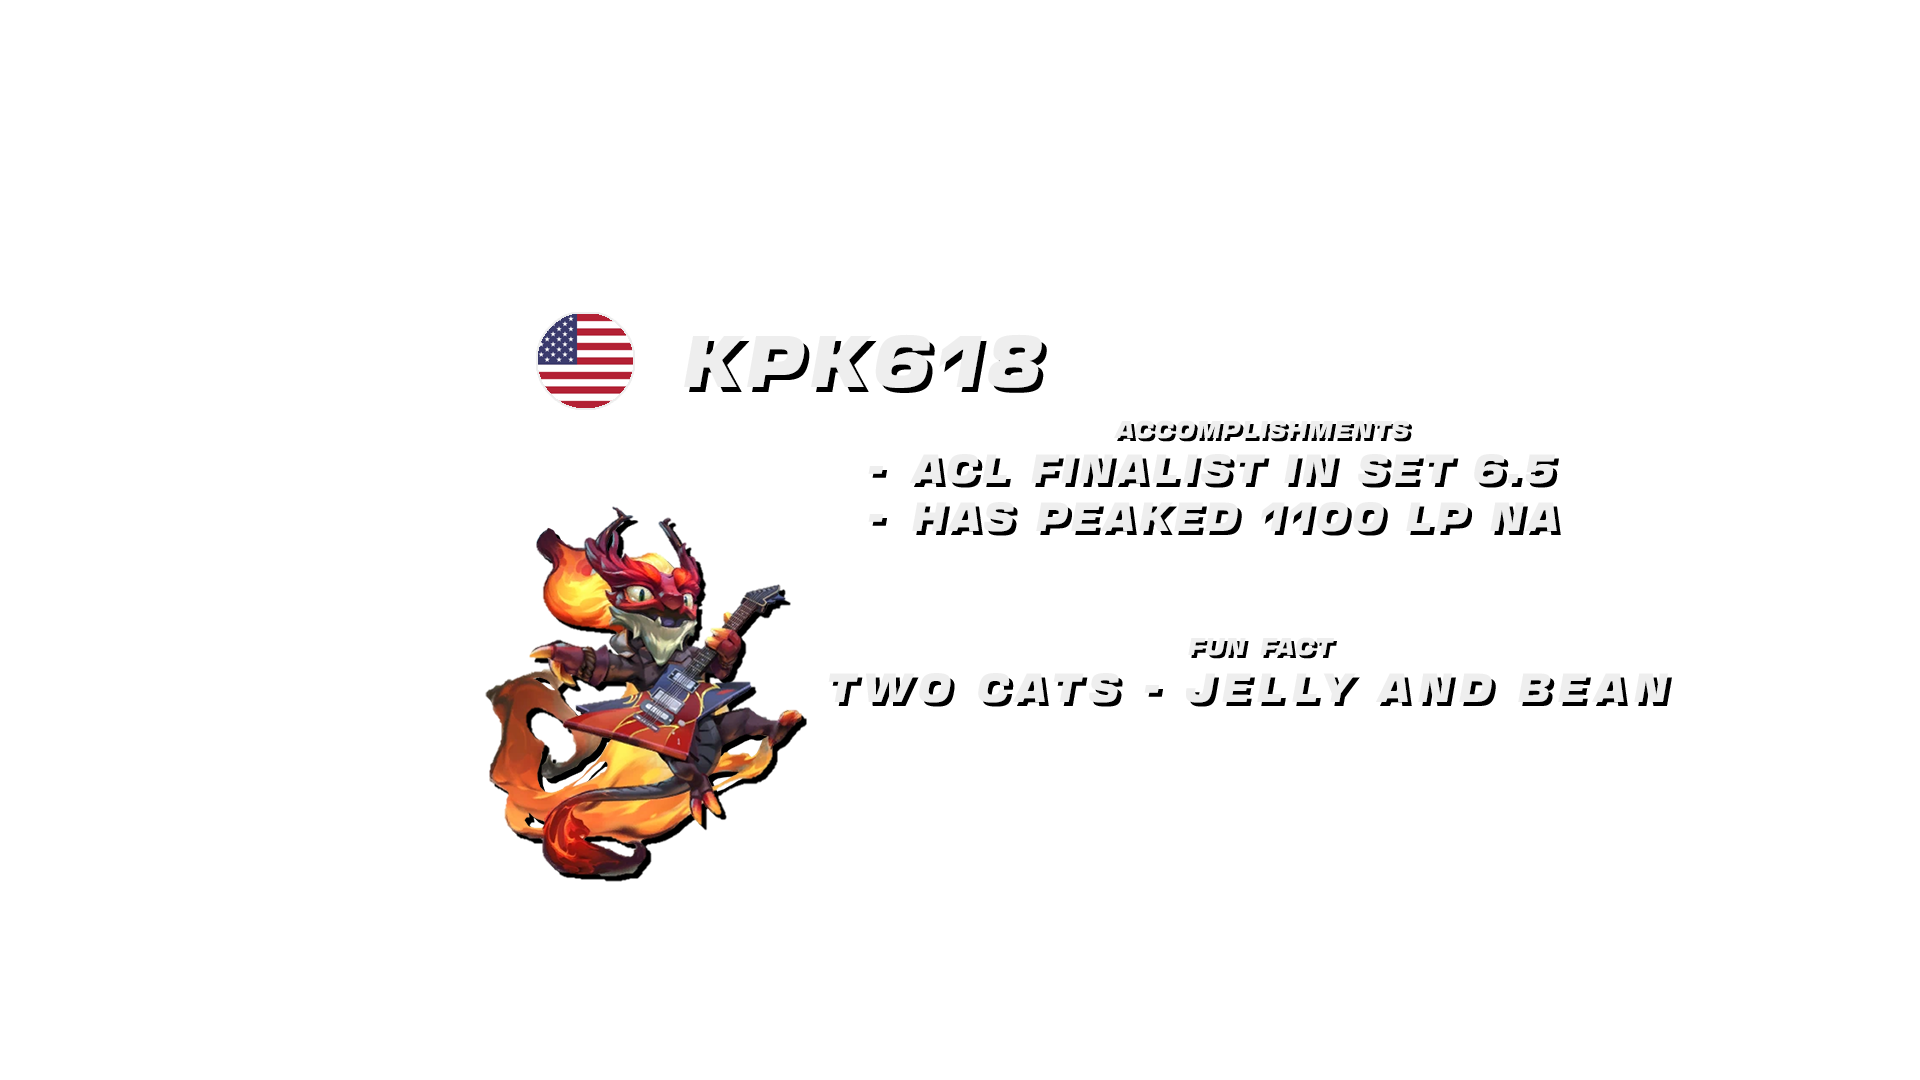 KPK618
ACCOMPLISHMENTS
- ACL FINALIST IN SET 6.5
- HAS PEAKED 1100 LP NA
FUN FACT
TWO CATS - JELLY AND BEAN